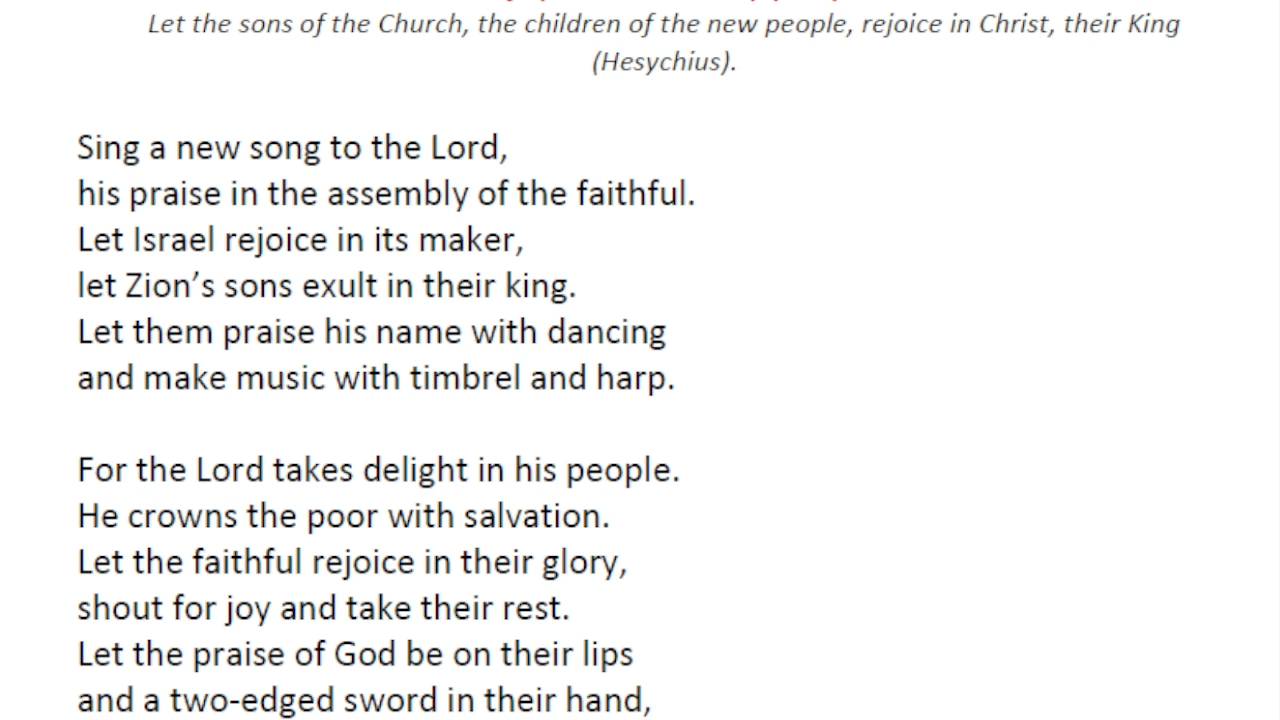 Let the sons of the Church, the children of the new people, rejoice in Christ, their King
(Hesychius).
Sing a new song to the Lord,
his praise in the assembly of the faithful.
Let Israel rejoice in its maker,
let Zion’s sons exult in their king.
Let them praise his name with dancing
and make music with timbrel and harp.
For the Lord takes delight in his people.
He crowns the poor with salvation.
Let the faithful rejoice in their glory,
shout for joy and take their rest.
Let the praise of God be on their lips
and a two-edged sword in their hand,